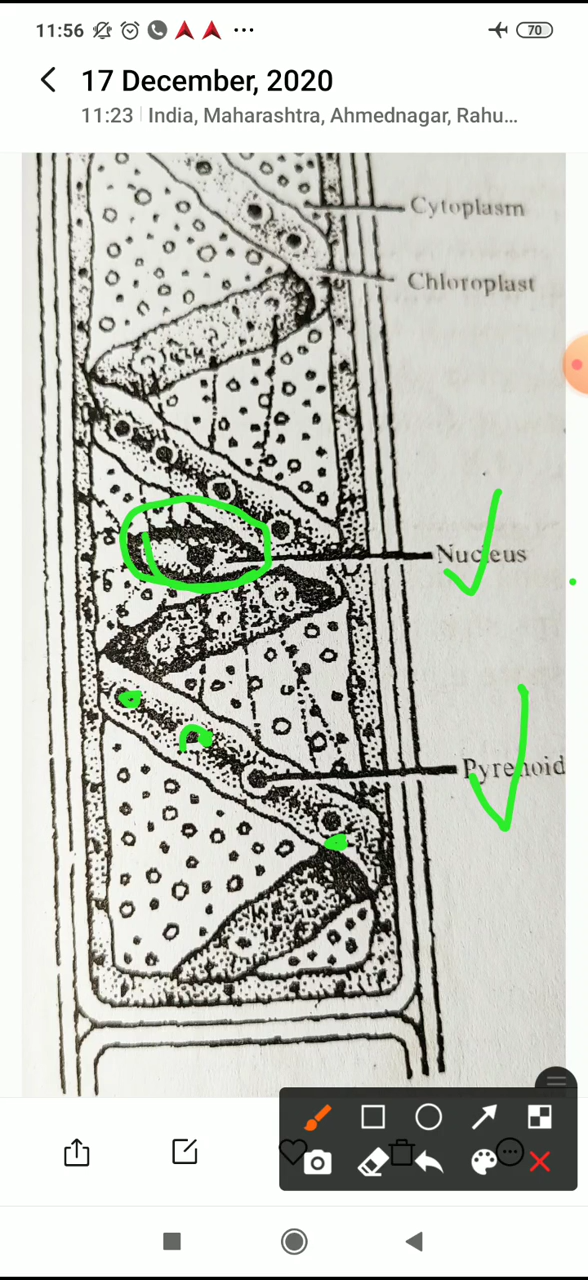 11:56
70
17 December, 2020
11:23 India, Maharashtra, Ahmednagar, Rahu...
Cytoplasm
Chloroplast
Nucleus
Pyrenoid